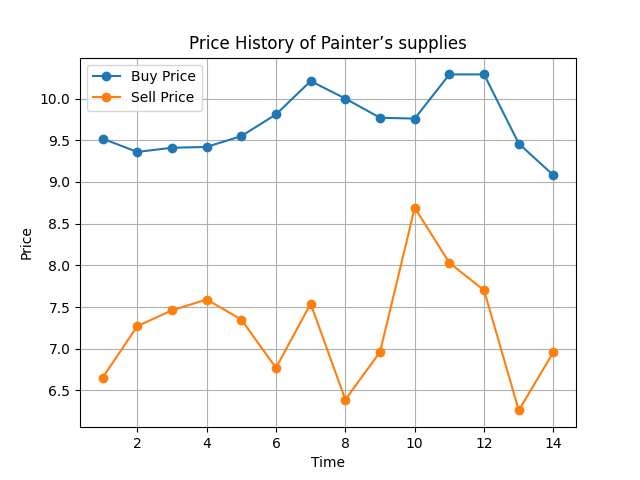 Price History of Painter’s supplies
Buy Price
Sell Price
10.0
9.5
9.0
8.5
8.0
7.5
7.0
6.5
Price
2 4 6 8 10 12 14
Time